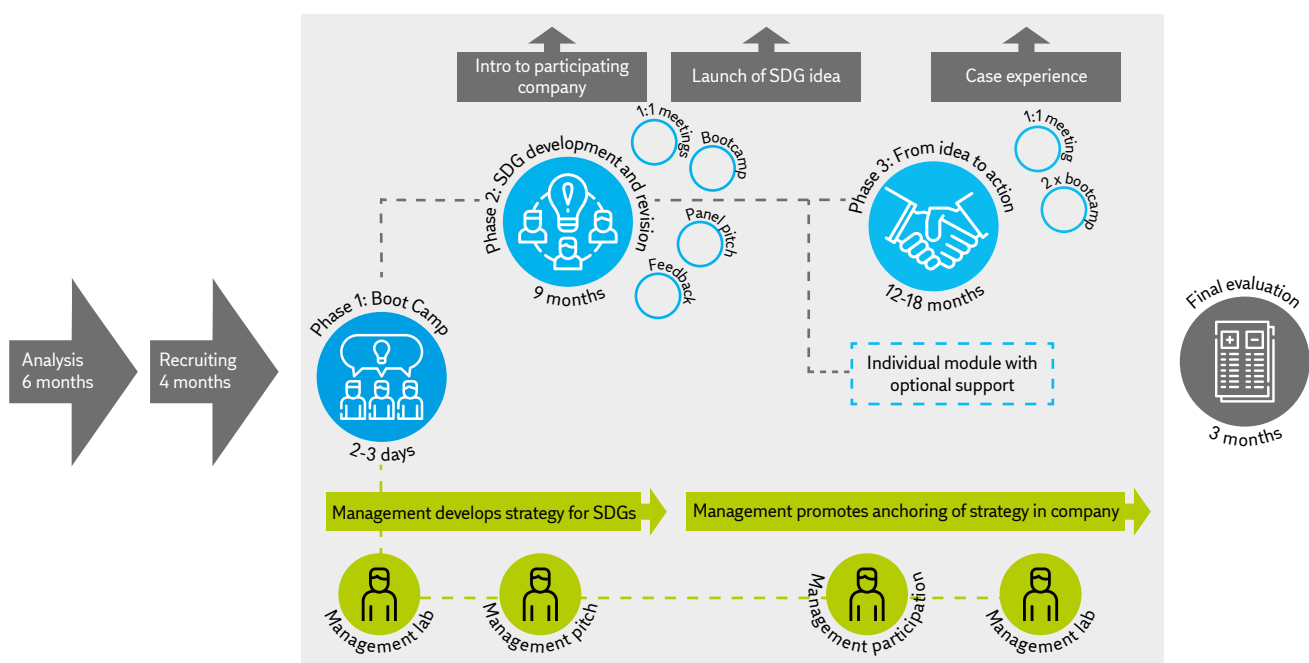 Analysis
6 months
Recruiting
4 months
Intro to participating
company
Launch of SDG idea
Case experience
Phase 1: Boot Camp
2-3 days
Phase 2: SDG development and revision
9 months
1:1 meetings
Bootcamp
Panel pitch
Feedback
Phase 3: From idea to action
12-18 months
1:1 meeting
2 x bootcamp
Individual module with
optional support
Final evaluation
3 months
Management develops strategy for SDGs
Management promotes anchoring of strategy in company
Management lab
Management pitch
Management participation
Management lab